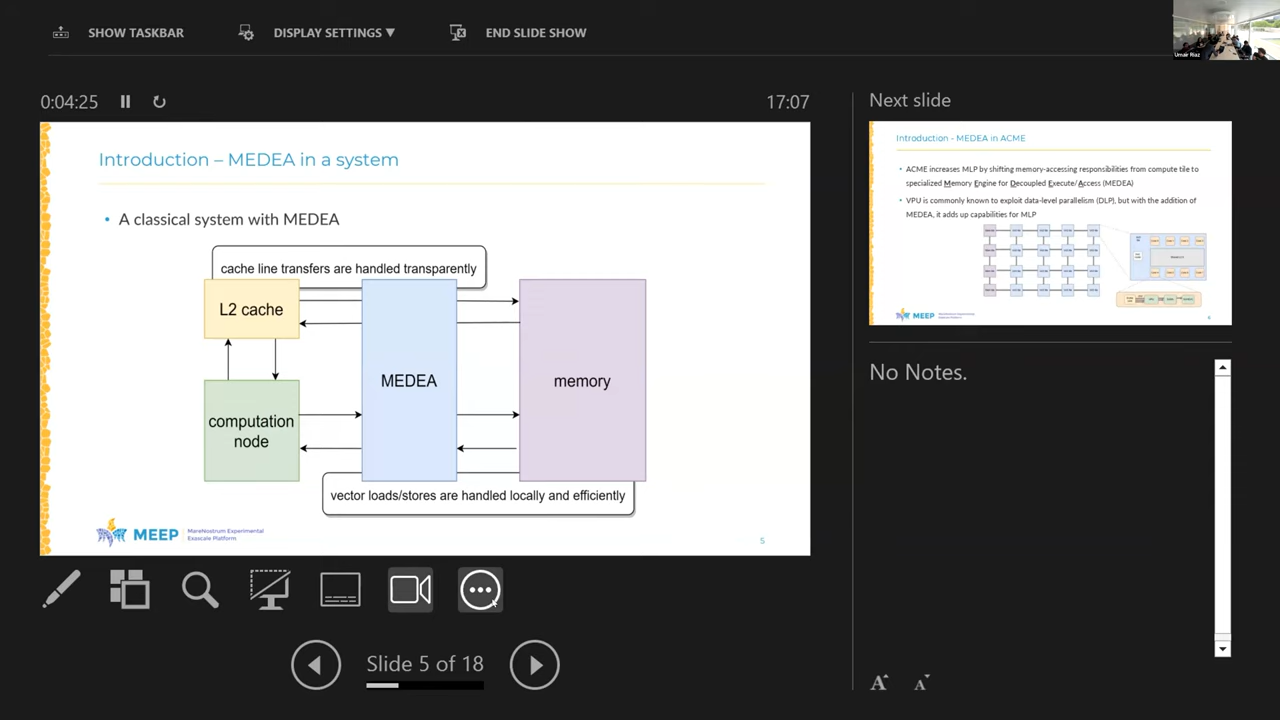 SHOW TASKBAR
DISPLAY SETTINGS ▼
END SLIDE SHOW
Umair Riaz
0:04:25
17:07
Introduction – MEDEA in a system
• A classical system with MEDEA
cache line transfers are handled transparently
L2 cache
MEDEA
memory
computation
node
vector loads/stores are handled locally and efficiently
MEEP
MareNostrum Experimental
Exascale Platform
5
Next slide
Introduction - MEDEA in ACME
• ACME increases MLP by shifting memory-accessing responsibilities from compute tile to
specialized Memory Engine for Decoupled Execute/Access (MEDEA)
• VPU is commonly known to exploit data-level parallelism (DLP), but with the addition of
MEDEA, it adds up capabilities for MLP
MEEP
No Notes.
Slide 5 of 18
A A